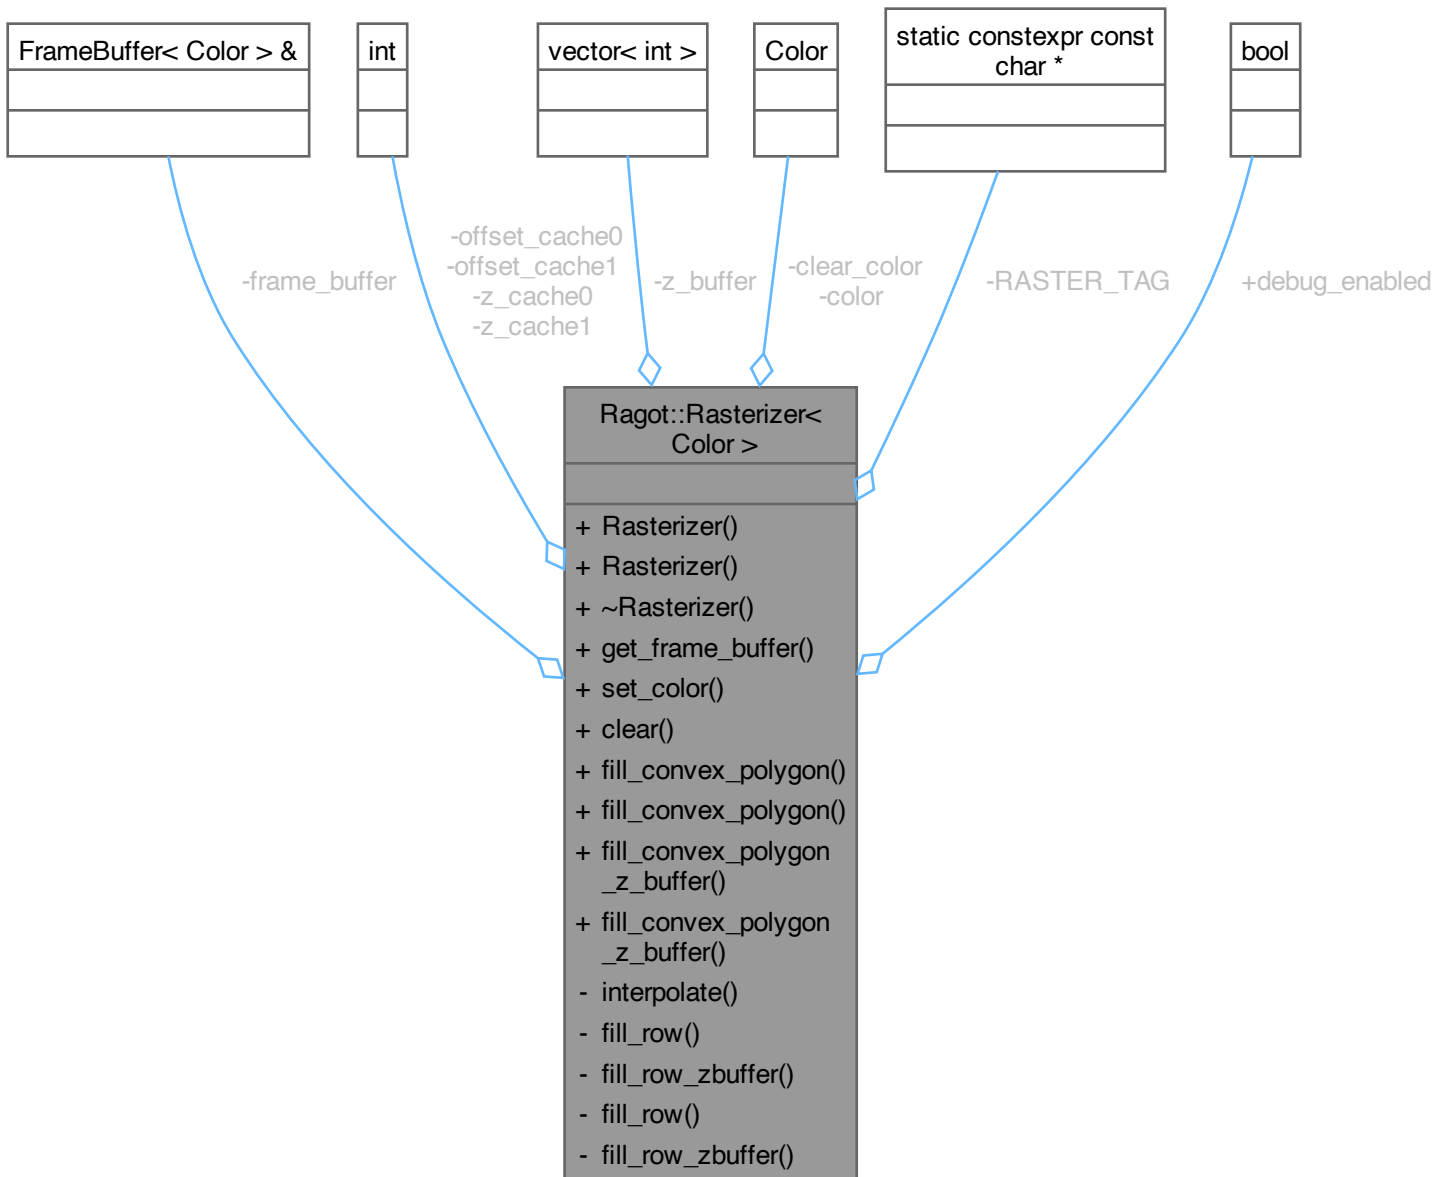 FrameBuffer< Color > &
int
vector< int >
Color
static constexpr const
char *
bool
-frame_buffer
-offset_cache0
-offset_cache1
-z_cache0
-z_cache1
-z_buffer
-clear_color
-color
-RASTER_TAG
+debug_enabled
Ragot::Rasterizer<
Color >
+ Rasterizer()
+ Rasterizer()
+ ~Rasterizer()
+ get_frame_buffer()
+ set_color()
+ clear()
+ fill_convex_polygon()
+ fill_convex_polygon()
+ fill_convex_polygon
_z_buffer()
+ fill_convex_polygon
_z_buffer()
- interpolate()
- fill_row()
- fill_row_zbuffer()
- fill_row()
- fill_row_zbuffer()